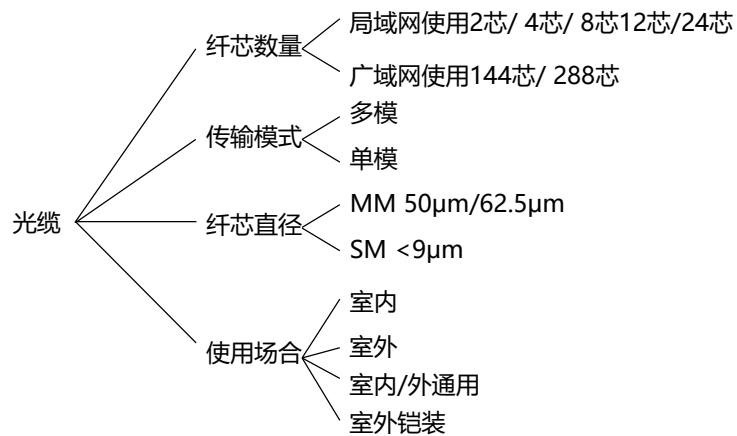 光缆
纤芯数量
局域网使用2芯/ 4芯/ 8芯12芯/24芯
广域网使用144芯/ 288芯
传输模式
多模
单模
纤芯直径
MM 50μm/62.5μm
SM <9μm
使用场合
室内
室外
室内/外通用
室外铠装